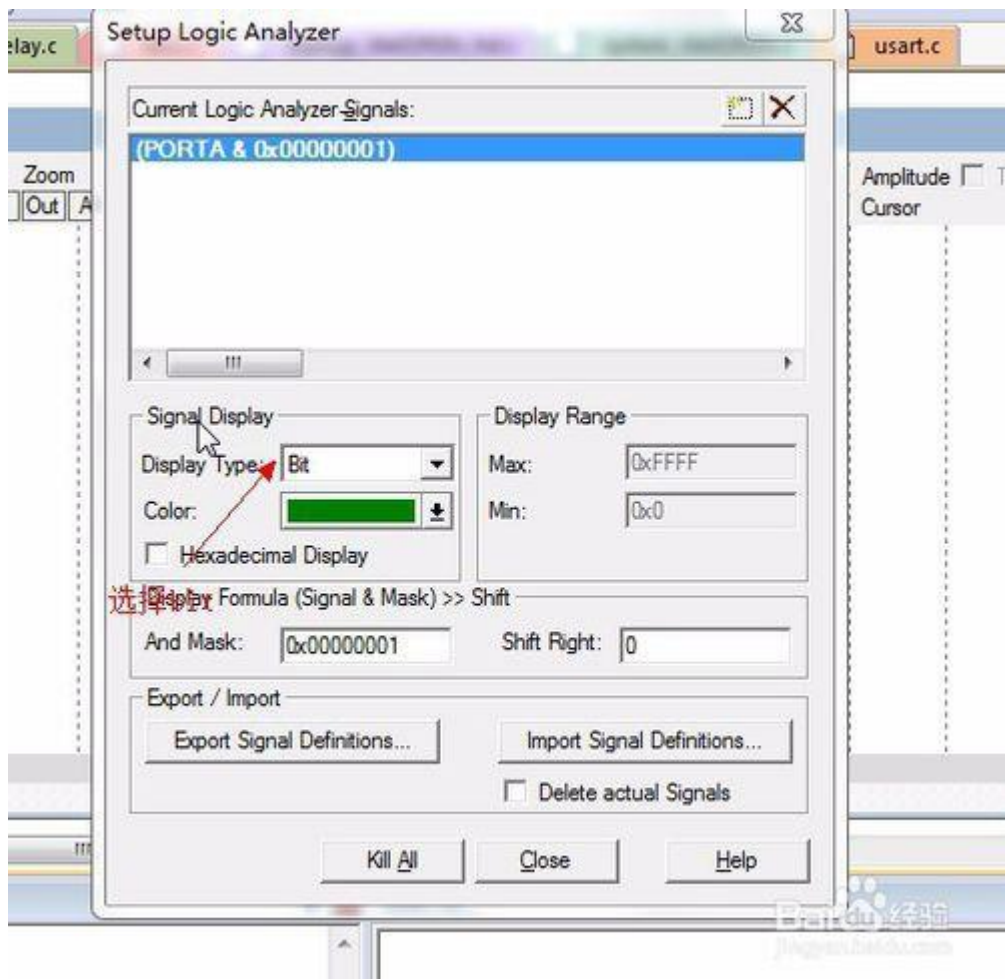 Setup Logic Analyzer
elay.c
usart.c
Current Logic Analyzer Signals:
(PORTA & 0x00000001)
Zoom
Out
Amplitude
Cursor
Signal Display
Display Type:
Bit
Color:
Hexadecimal Display
Display Range
Max:
0xFFFF
Min:
0x0
选择bit
Display Formula (Signal & Mask) >> Shift
And Mask:
0x00000001
Shift Right:
0
Export / Import
Export Signal Definitions...
Import Signal Definitions...
Delete actual Signals
Kill All
Close
Help
Baidu经验
jingyan.baidu.com